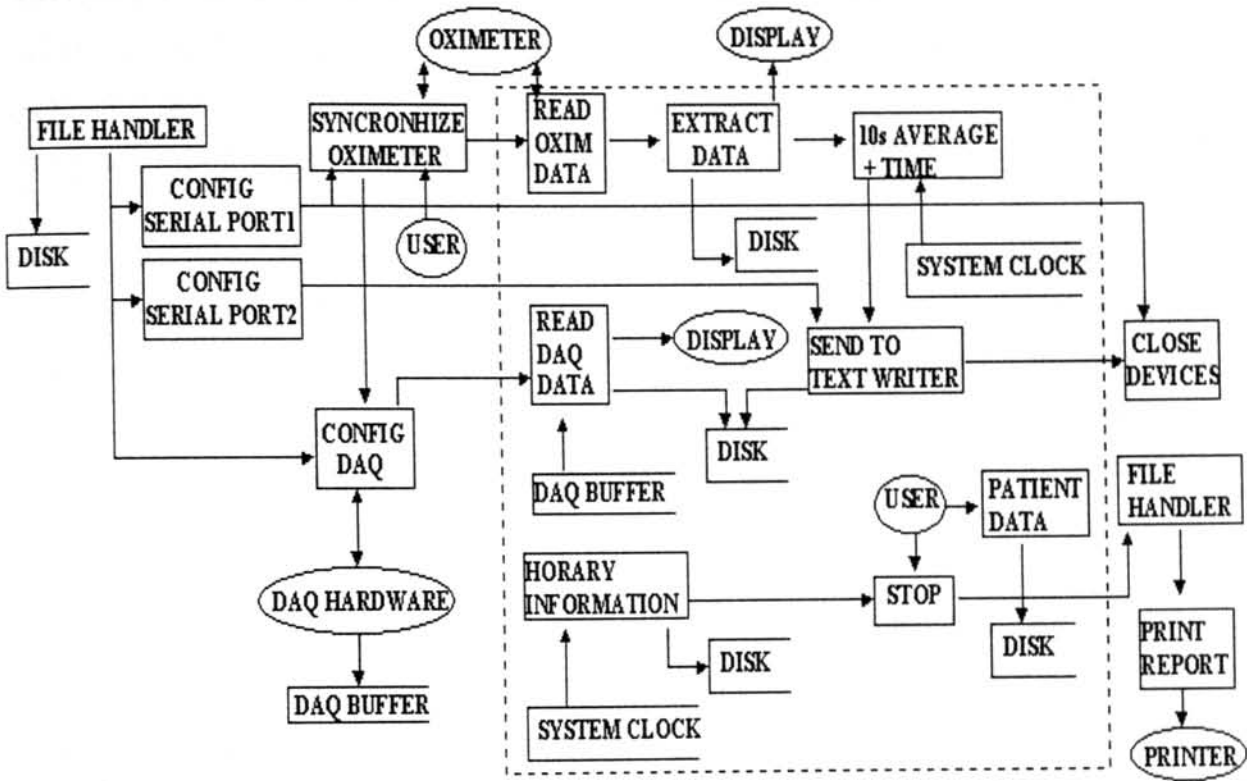 OXIMETER
DISPLAY
FILE HANDLER
SYNCRONHIZE
OXIMETER
READ
OXIM
DATA
EXTRACT
DATA
10s AVERAGE
+ TIME
CONFIG
SERIAL PORT1
DISK
USER
DISK
SYSTEM CLOCK
CONFIG
SERIAL PORT2
READ
DAQ
DATA
DISPLAY
SEND TO
TEXT WRITER
CLOSE
DEVICES
CONFIG
DAQ
DISK
DAQ BUFFER
USER
PATIENT
DATA
FILE
HANDLER
DAQ HARDWARE
HORARY
INFORMATION
STOP
DISK
DISK
PRINT
REPORT
DAQ BUFFER
SYSTEM CLOCK
PRINTER